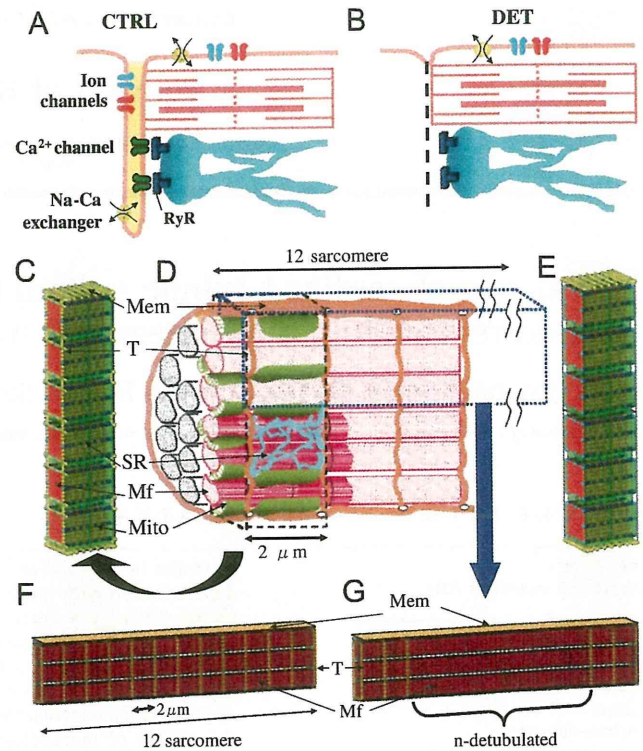 A
CTRL
B
DET
Ion
channels
Ca²⁺ channel
Na-Ca
exchanger
RyR
C
D
12 sarcomere
E
Mem
T
SR
Mf
Mito
2 μm
F
G
Mem
T
Mf
2μm
12 sarcomere
n-detubulated